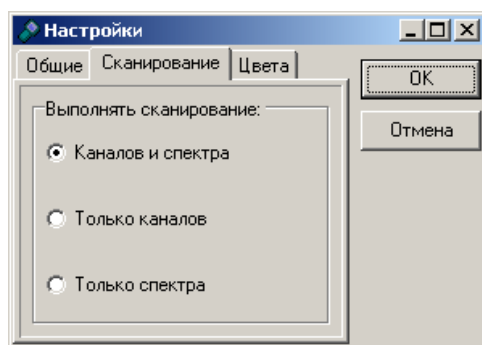 Настройки
Общие Сканирование Цвета
OK
Выполнять сканирование:
Отмена
Каналов и спектра
Только каналов
Только спектра